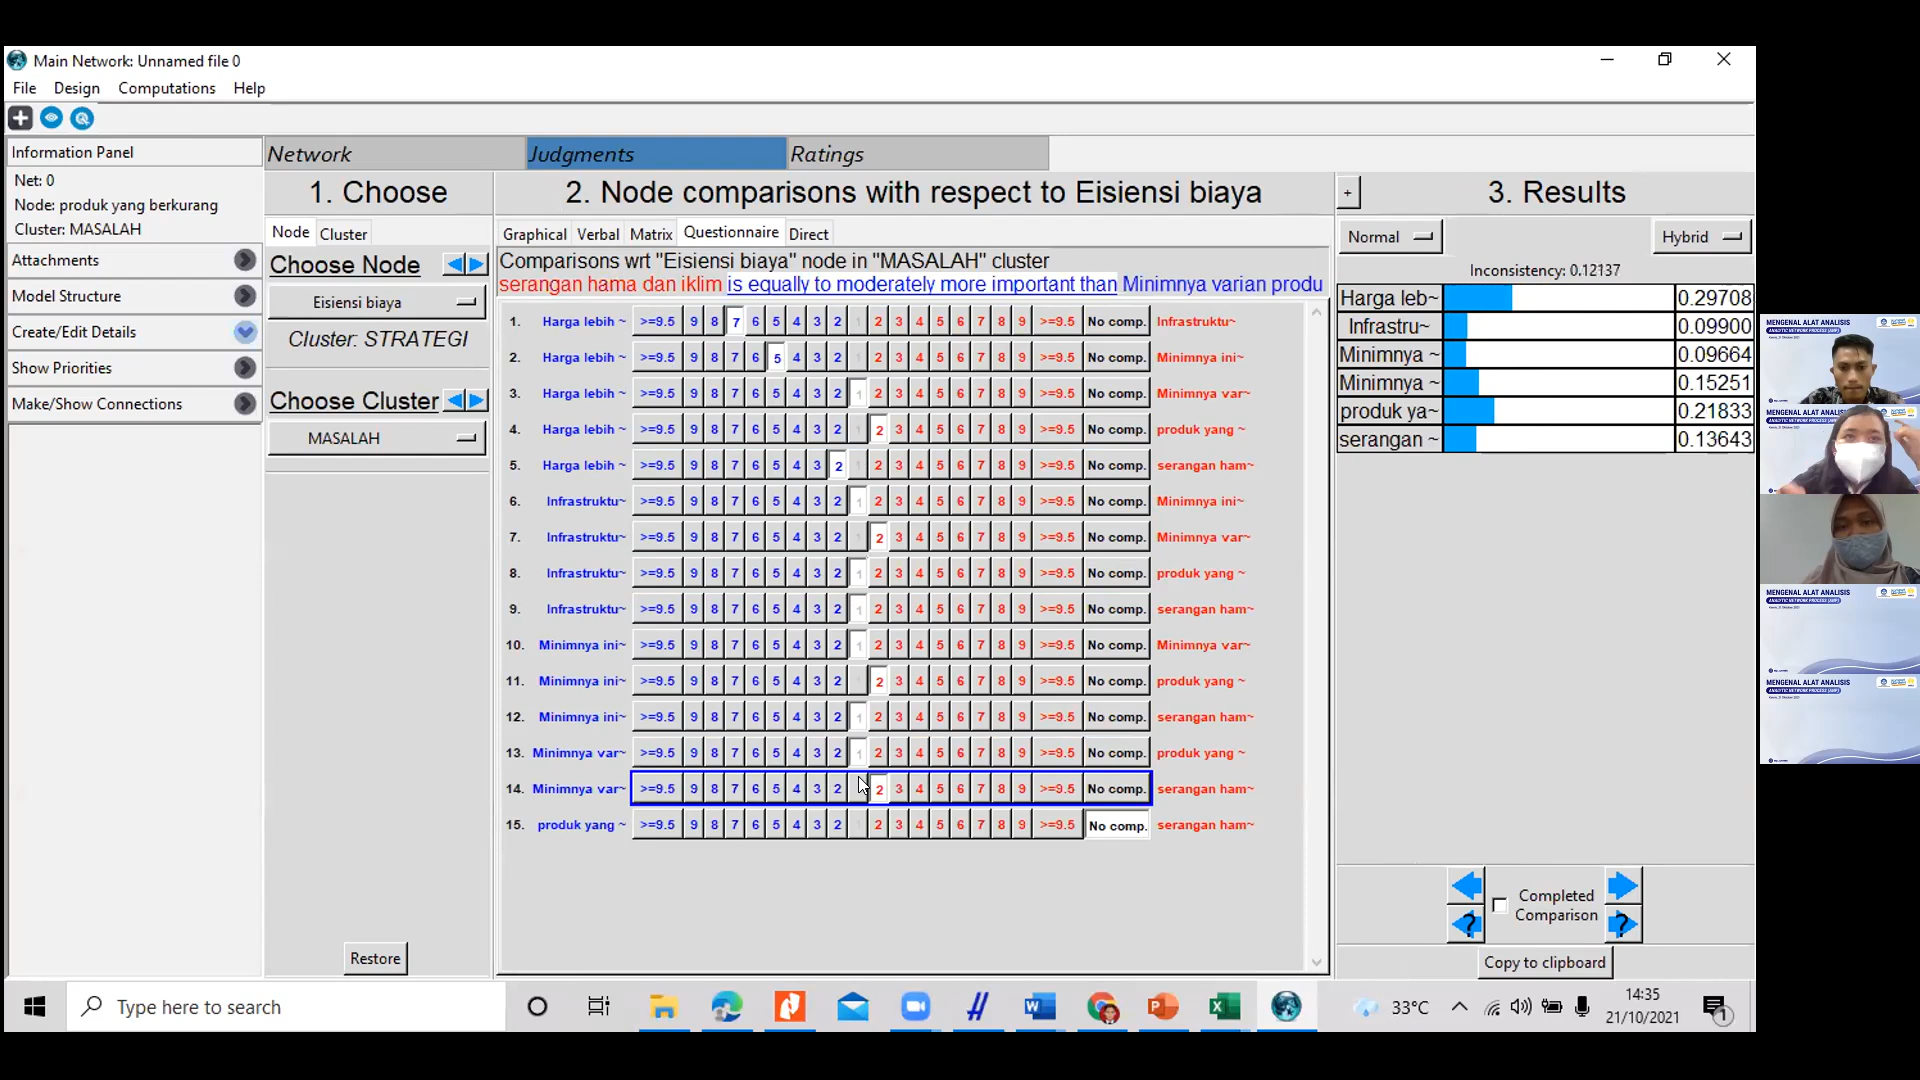 Main Network: Unnamed file 0
File Design Computations Help
Information Panel
Net: 0
Node: produk yang berkurang
Cluster: MASALAH
Attachments
Model Structure
Create/Edit Details
Show Priorities
Make/Show Connections
Network Judgments Ratings
1. Choose
Node Cluster
Choose Node
Eisiensi biaya
Cluster: STRATEGI
Choose Cluster
MASALAH
Restore
2. Node comparisons with respect to Eisiensi biaya
Graphical Verbal Matrix Questionnaire Direct
Comparisons wrt "Eisiensi biaya" node in "MASALAH" cluster
serangan hama dan iklim is equally to moderately more important than Minimnya varian produ
1. Harga lebih ~ >=9.5 9 8 7 6 5 4 3 2 1 2 3 4 5 6 7 8 9 >=9.5 No comp. Infrastruktu~
2. Harga lebih ~ >=9.5 9 8 7 6 5 4 3 2 1 2 3 4 5 6 7 8 9 >=9.5 No comp. Minimnya ini~
3. Harga lebih ~ >=9.5 9 8 7 6 5 4 3 2 1 2 3 4 5 6 7 8 9 >=9.5 No comp. Minimnya var~
4. Harga lebih ~ >=9.5 9 8 7 6 5 4 3 2 1 2 3 4 5 6 7 8 9 >=9.5 No comp. produk yang ~
5. Harga lebih ~ >=9.5 9 8 7 6 5 4 3 2 1 2 3 4 5 6 7 8 9 >=9.5 No comp. serangan ham~
6. Infrastruktu~ >=9.5 9 8 7 6 5 4 3 2 1 2 3 4 5 6 7 8 9 >=9.5 No comp. Minimnya ini~
7. Infrastruktu~ >=9.5 9 8 7 6 5 4 3 2 1 2 3 4 5 6 7 8 9 >=9.5 No comp. Minimnya var~
8. Infrastruktu~ >=9.5 9 8 7 6 5 4 3 2 1 2 3 4 5 6 7 8 9 >=9.5 No comp. produk yang ~
9. Infrastruktu~ >=9.5 9 8 7 6 5 4 3 2 1 2 3 4 5 6 7 8 9 >=9.5 No comp. serangan ham~
10. Minimnya ini~ >=9.5 9 8 7 6 5 4 3 2 1 2 3 4 5 6 7 8 9 >=9.5 No comp. Minimnya var~
11. Minimnya ini~ >=9.5 9 8 7 6 5 4 3 2 1 2 3 4 5 6 7 8 9 >=9.5 No comp. produk yang ~
12. Minimnya ini~ >=9.5 9 8 7 6 5 4 3 2 1 2 3 4 5 6 7 8 9 >=9.5 No comp. serangan ham~
13. Minimnya var~ >=9.5 9 8 7 6 5 4 3 2 1 2 3 4 5 6 7 8 9 >=9.5 No comp. produk yang ~
14. Minimnya var~ >=9.5 9 8 7 6 5 4 3 2 2 3 4 5 6 7 8 9 >=9.5 No comp. serangan ham~
15. produk yang ~ >=9.5 9 8 7 6 5 4 3 2 1 2 3 4 5 6 7 8 9 >=9.5 No comp. serangan ham~
+ 3. Results
Normal Hybrid
Inconsistency: 0.12137
Harga leb~ 0.29708
Infrastru~ 0.09900
Minimnya ~ 0.09664
Minimnya ~ 0.15251
produk ya~ 0.21833
serangan ~ 0.13643
Completed
Comparison
? ?
Copy to clipboard
MENGENAL ALAT ANALISIS
ANALYTIC NETWORK PROCESS (ANP)
MENGENAL ALAT ANALIS
MENGENAL ALAT ANALISIS
ANALYTIC NETWORK PROCESS (ANP)
MENGENAL ALAT ANALISIS
ANALYTIC NETWORK PROCESS (ANP)
Type here to search
33°C
14:35
21/10/2021
1